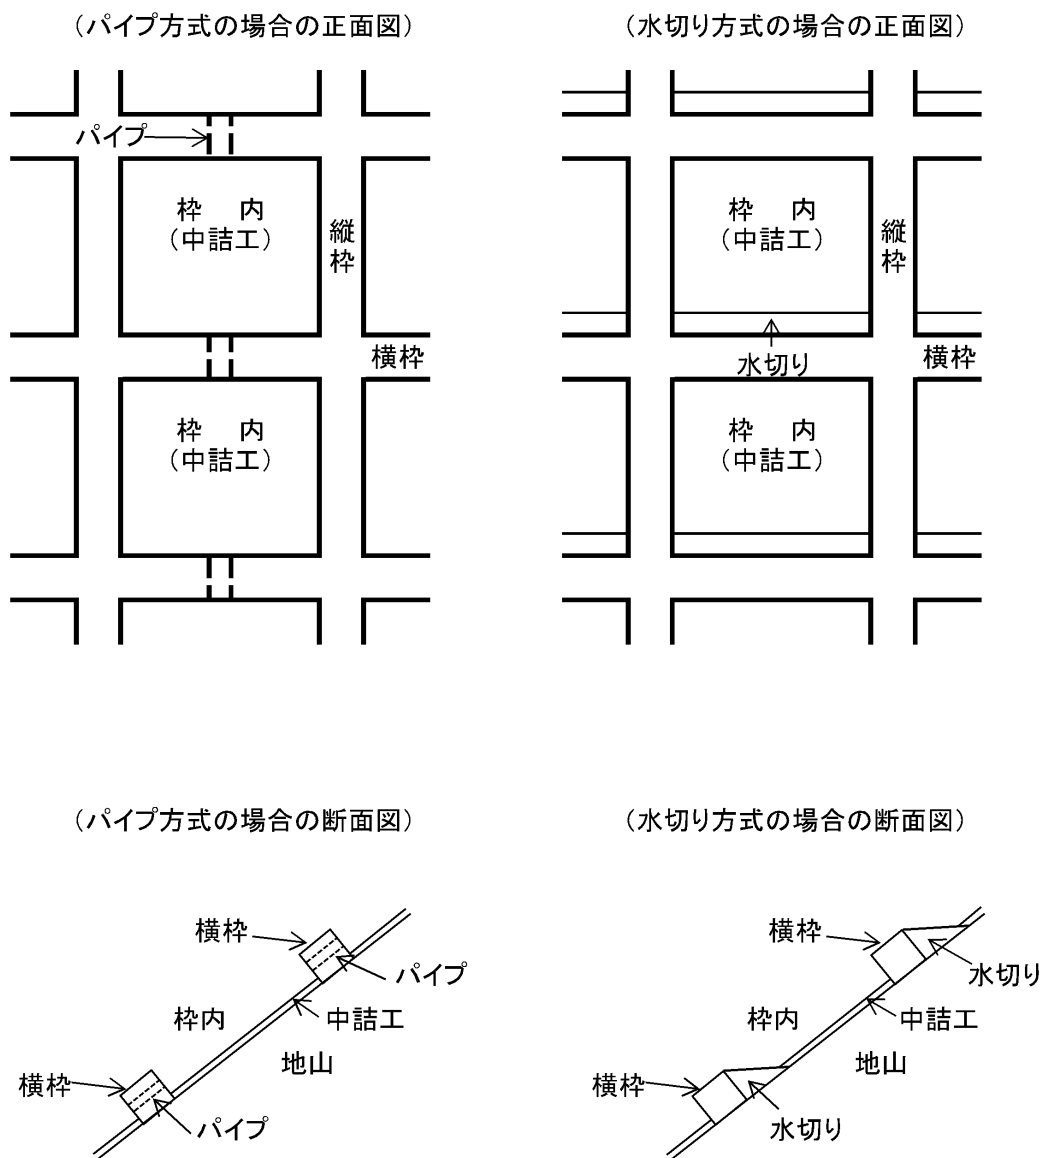 （パイプ方式の場合の正面図）
パイプ
枠　内
（中詰工）
縦枠
横枠
枠　内
（中詰工）
（水切り方式の場合の正面図）
枠　内
（中詰工）
縦枠
水切り
横枠
枠　内
（中詰工）
（パイプ方式の場合の断面図）
横枠
パイプ
枠内
中詰工
地山
横枠
パイプ
（水切り方式の場合の断面図）
横枠
水切り
枠内
中詰工
地山
横枠
水切り